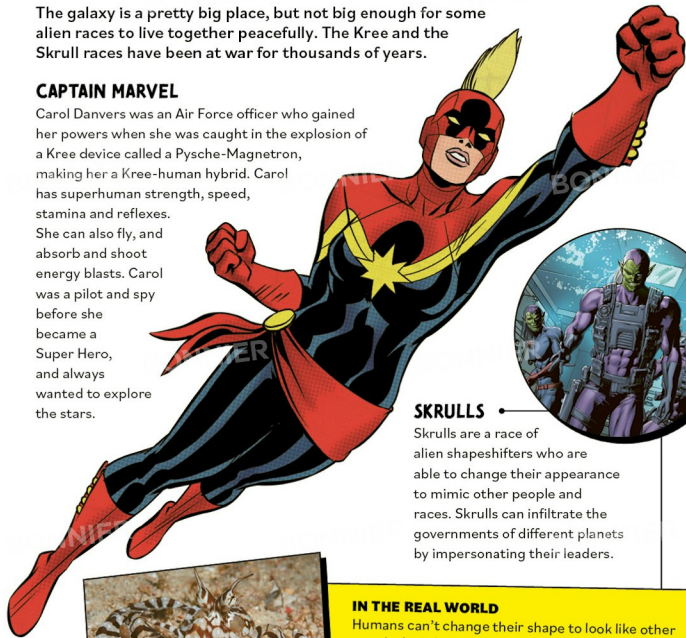 The galaxy is a pretty big place, but not big enough for some
alien races to live together peacefully. The Kree and the
Skrull races have been at war for thousands of years.
CAPTAIN MARVEL
Carol Danvers was an Air Force officer who gained
her powers when she was caught in the explosion of
a Kree device called a Pysche-Magnetron,
making her a Kree-human hybrid. Carol
has superhuman strength, speed,
stamina and reflexes.
She can also fly, and
absorb and shoot
energy blasts. Carol
was a pilot and spy
before she
became a
Super Hero,
and always
wanted to explore
the stars.
SKRULLS
Skrulls are a race of
alien shapeshifters who are
able to change their appearance
to mimic other people and
races. Skrulls can infiltrate the
governments of different planets
by impersonating their leaders.
IN THE REAL WORLD
Humans can't change their shape to look like other